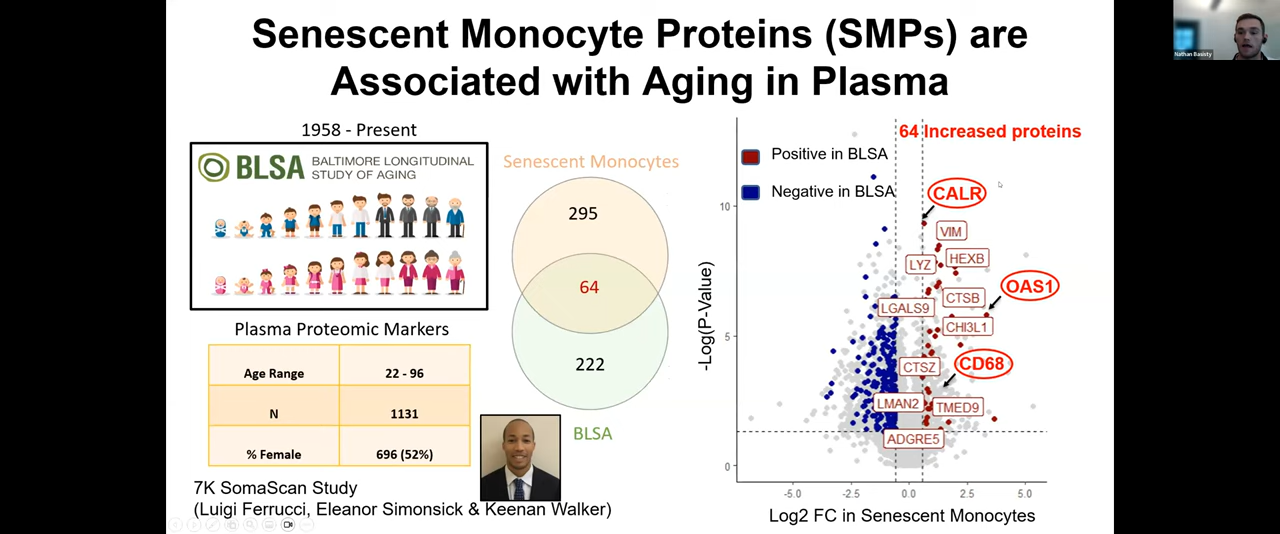 Senescent Monocyte Proteins (SMPs) are
Associated with Aging in Plasma
Nathan Basisty
1958 - Present
BLSA
BALTIMORE LONGITUDINAL
STUDY OF AGING
Plasma Proteomic Markers
Age Range 22 - 96
N 1131
% Female 696 (52%)
7K SomaScan Study
(Luigi Ferrucci, Eleanor Simonsick & Keenan Walker)
Senescent Monocytes
295
64
222
BLSA
64 Increased proteins
Positive in BLSA
Negative in BLSA
CALR
VIM
LYZ
HEXB
OAS1
CTSB
LGALS9
CHI3L1
CTSZ
CD68
LMAN2
TMED9
ADGRE5
-Log(P-Value)
10
5
0
-5.0 -2.5 0.0 2.5 5.0
Log2 FC in Senescent Monocytes